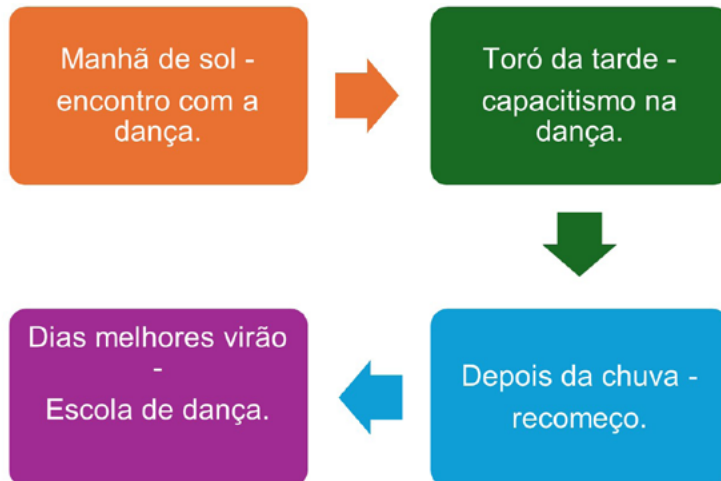 Manhã de sol -
encontro com a
dança.
Toró da tarde -
capacitismo na
dança.
Depois da chuva -
recomeço.
Dias melhores virão
-
Escola de dança.